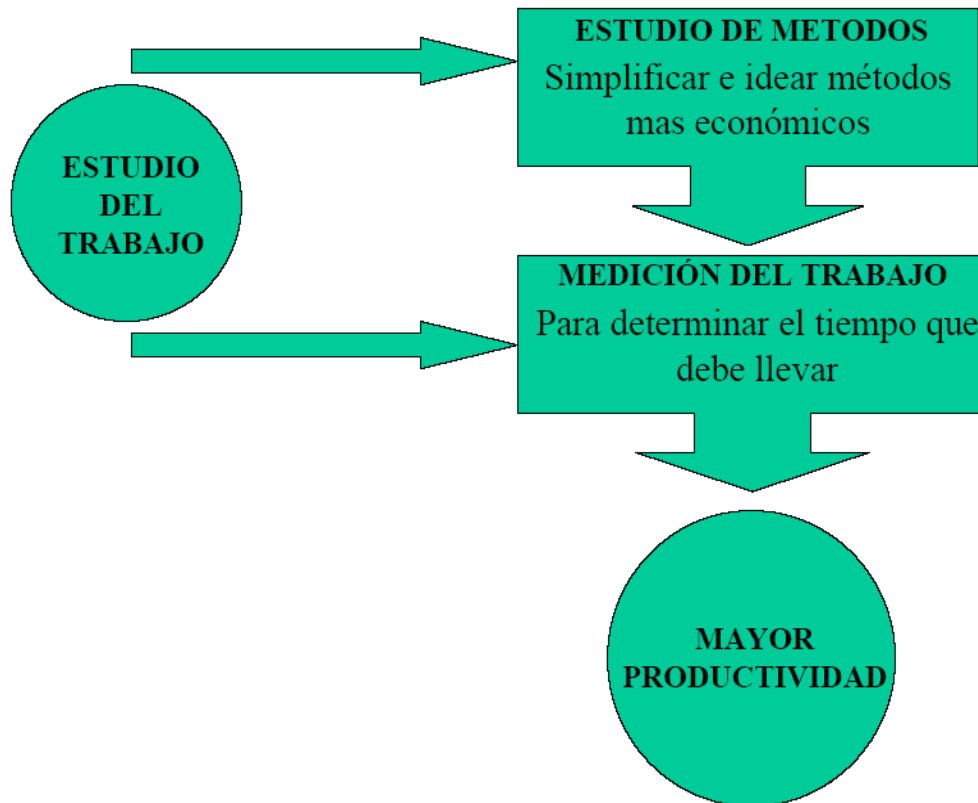 ESTUDIO DE METODOS
Simplificar e idear métodos
mas económicos
ESTUDIO
DEL
TRABAJO
MEDICIÓN DEL TRABAJO
Para determinar el tiempo que
debe llevar
MAYOR
PRODUCTIVIDAD